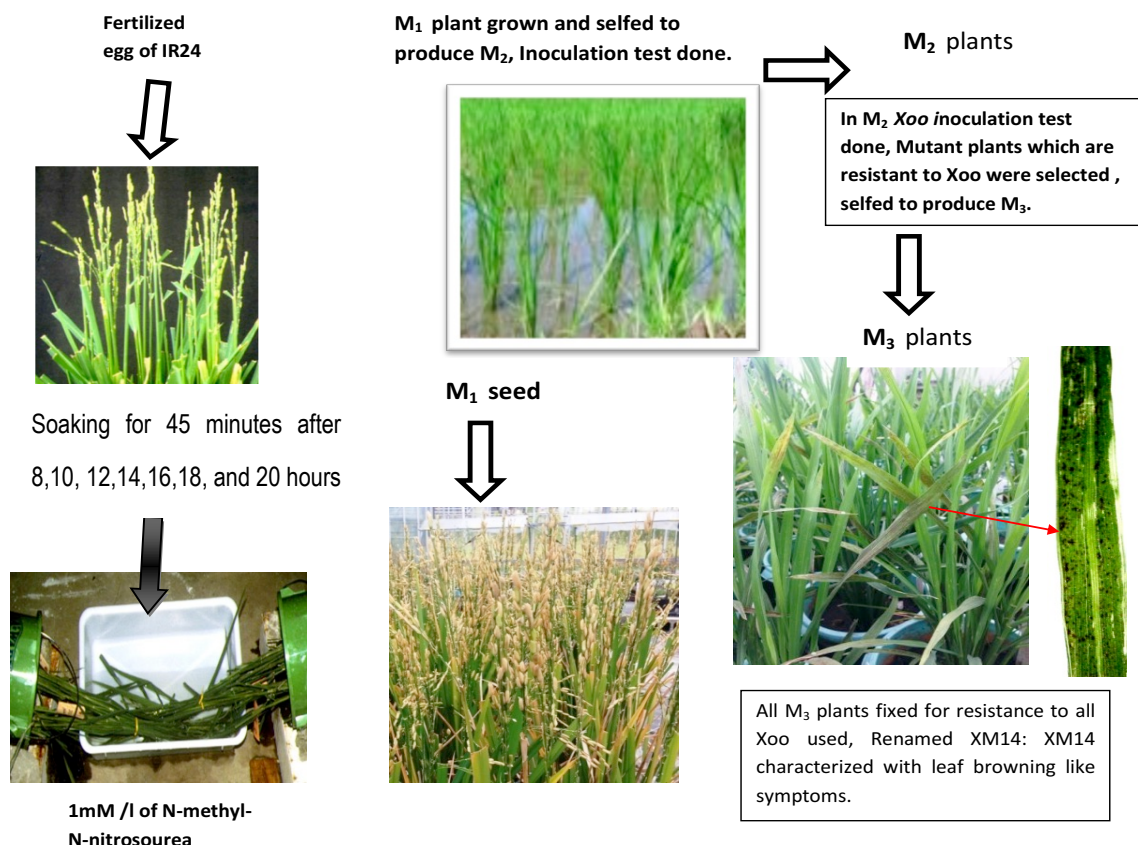 Fertilized
egg of IR24
Soaking for 45 minutes after
8,10, 12,14,16,18, and 20 hours
1mM /l of N-methyl-
N-nitrosourea
M₁ plant grown and selfed to
produce M₂, Inoculation test done.
M₁ seed
M₂ plants
In M₂ Xoo inoculation test
done, Mutant plants which are
resistant to Xoo were selected ,
selfed to produce M₃.
M₃ plants
All M₃ plants fixed for resistance to all
Xoo used, Renamed XM14: XM14
characterized with leaf browning like
symptoms.